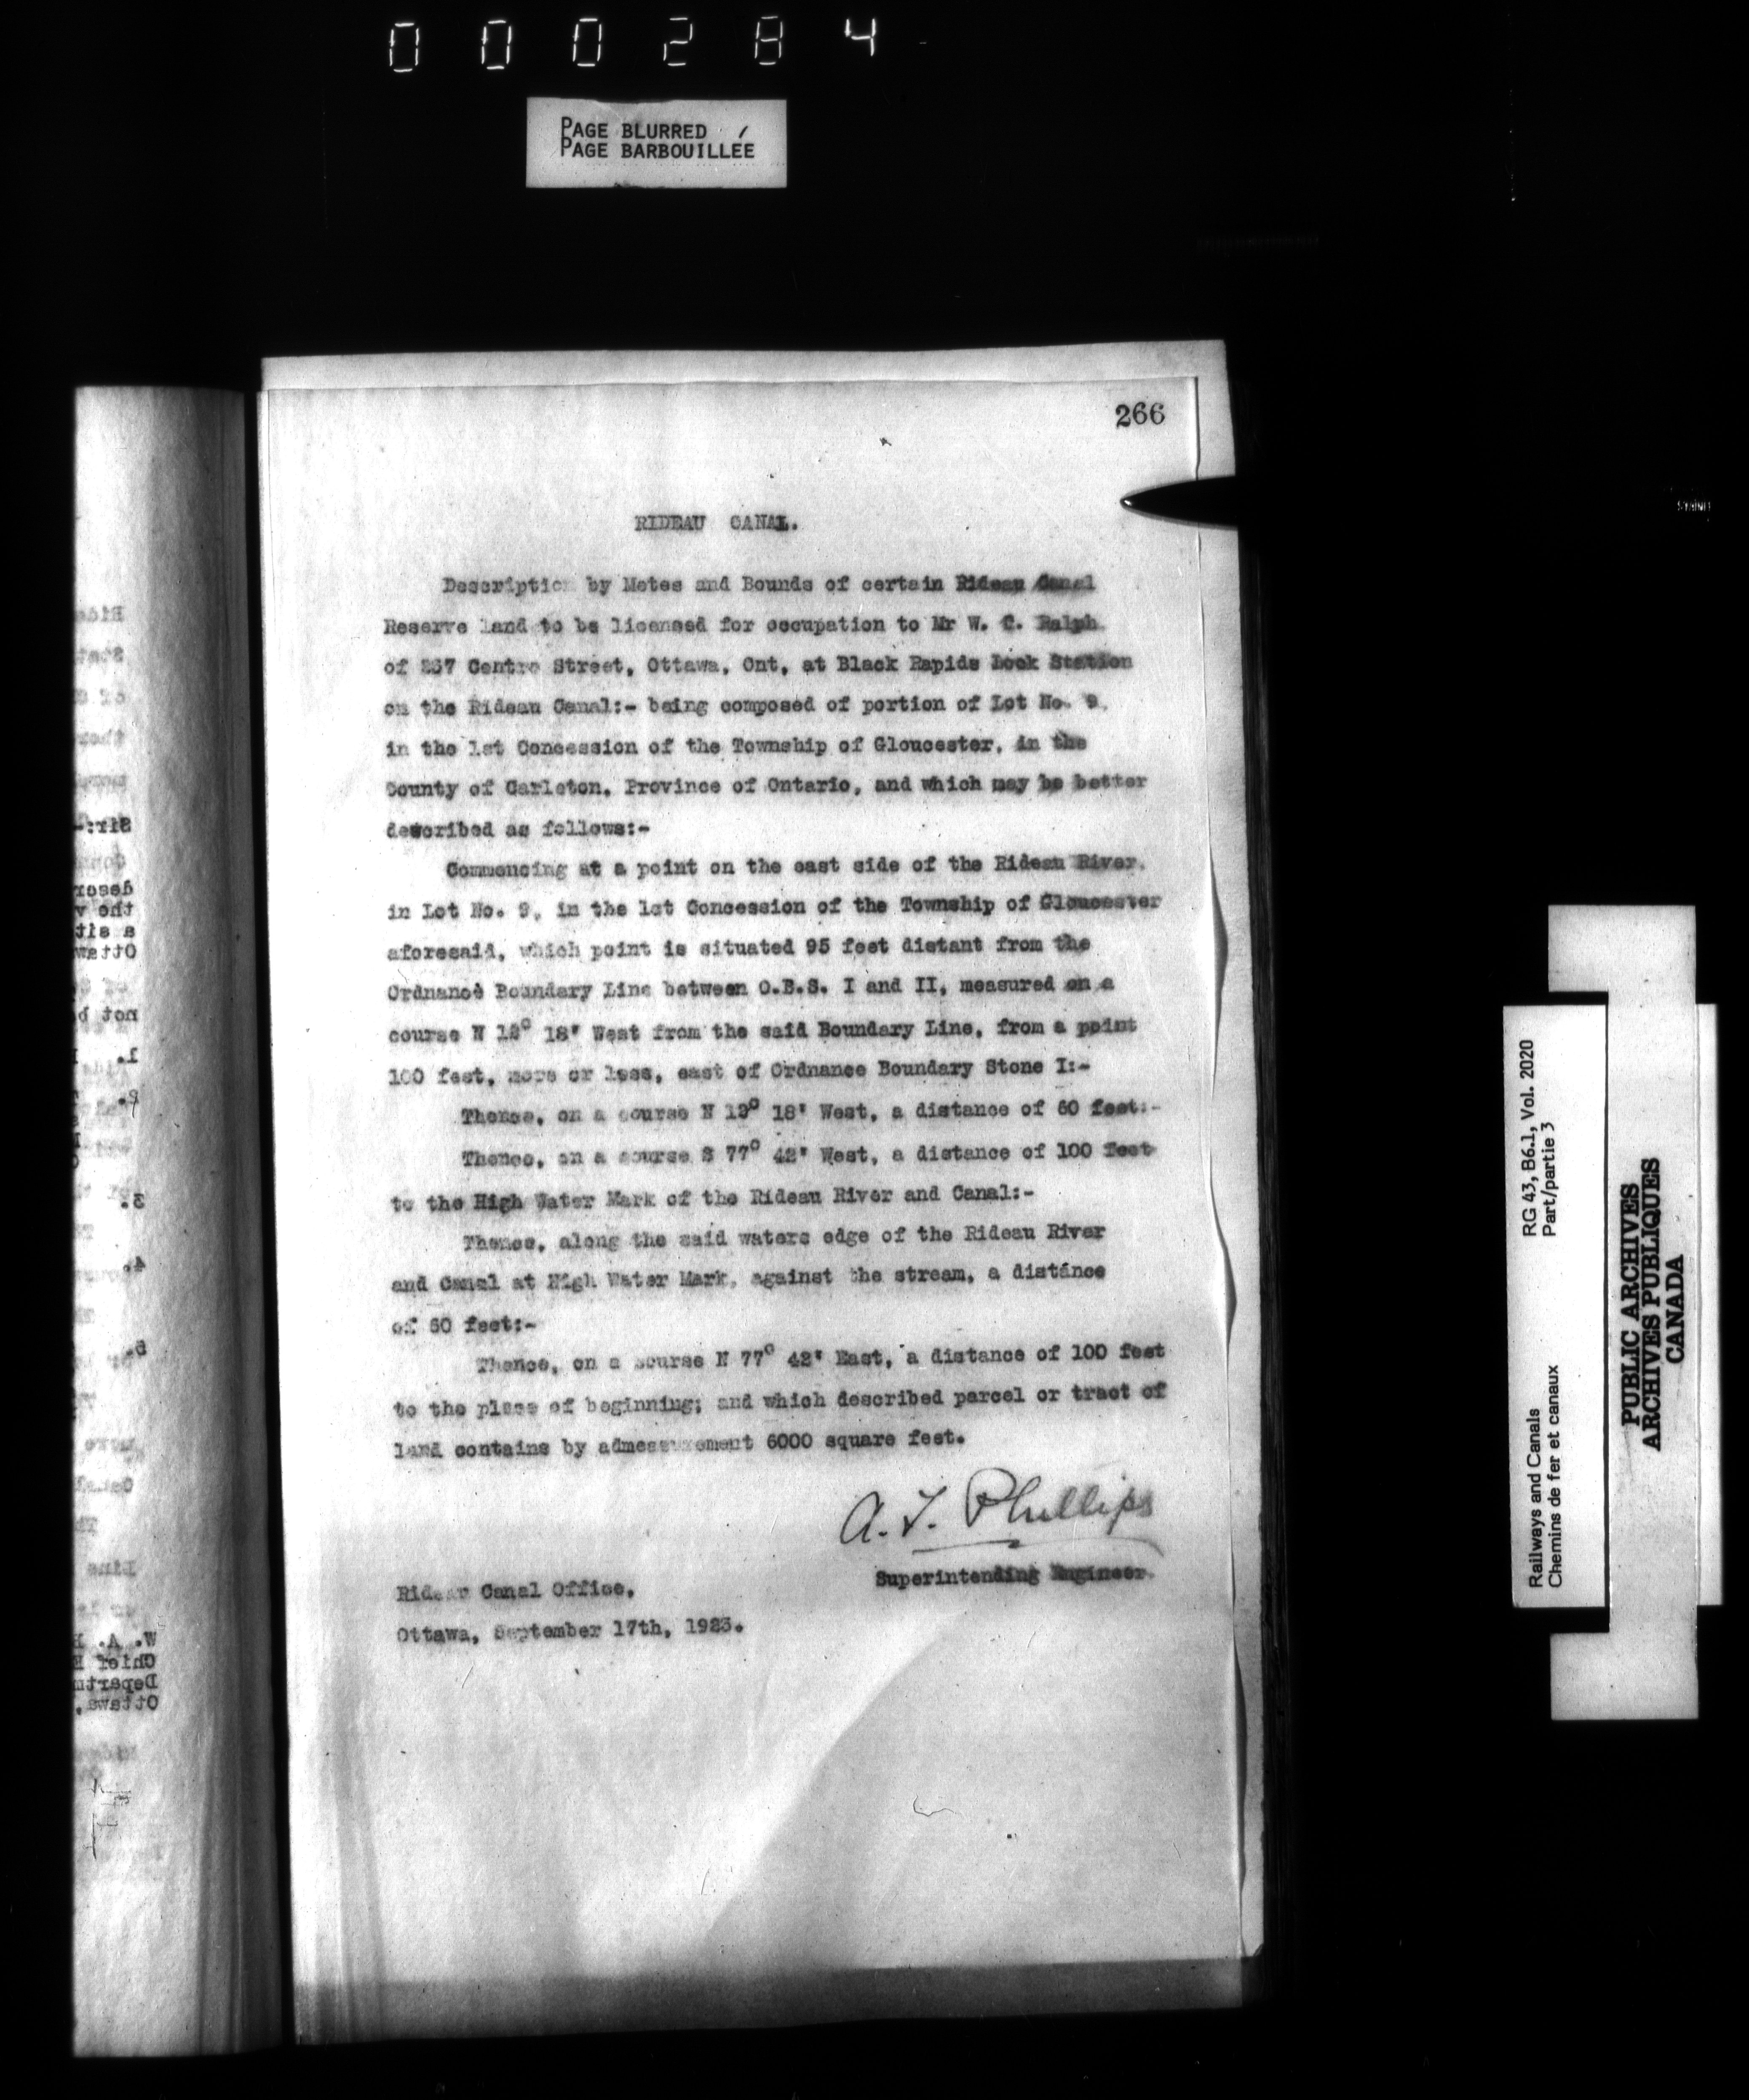 000284
PAGE BLURRED
PAGE BARBOUILLÉE
266
RIDEAU CANAL.
Description by Metes and Bounds of certain Rideau Canal
Reserve land to be licensed for occupation to Mr W. C. Ralph
of 237 Centre Street, Ottawa, Ont, at Black Rapids Lock Station
on the Rideau Canal:- being composed of portion of Lot No. 9,
in the 1st Concession of the Township of Gloucester, in the
County of Carleton, Province of Ontario, and which may be better
described as follows:-
Commencing at a point on the east side of the Rideau River,
in Lot No. 9, in the 1st Concession of the Township of Gloucester
aforesaid, which point is situated 95 feet distant from the
Ordnance Boundary Line between O.B.S. I and II, measured on a
course N 12° 18' West from the said Boundary Line, from a point
100 feet, more or less, east of Ordnance Boundary Stone I:-
Thence, on a course N 12° 18' West, a distance of 60 feet:-
Thence, on a course S 77° 42' West, a distance of 100 feet
to the High Water Mark of the Rideau River and Canal:-
Thence, along the said waters edge of the Rideau River
and Canal at High Water Mark, against the stream, a distance
of 60 feet:-
Thence, on a course N 77° 42' East, a distance of 100 feet
to the place of beginning; and which described parcel or tract of
land contains by admeasurement 6000 square feet.
A. T. Phillips
Superintending Engineer.
Rideau Canal Office,
Ottawa, September 17th, 1923.
Railways and Canals RG 43, B6.1, Vol. 2020
Chemins de fer et canaux Part/partie 3
PUBLIC ARCHIVES
ARCHIVES PUBLIQUES
CANADA